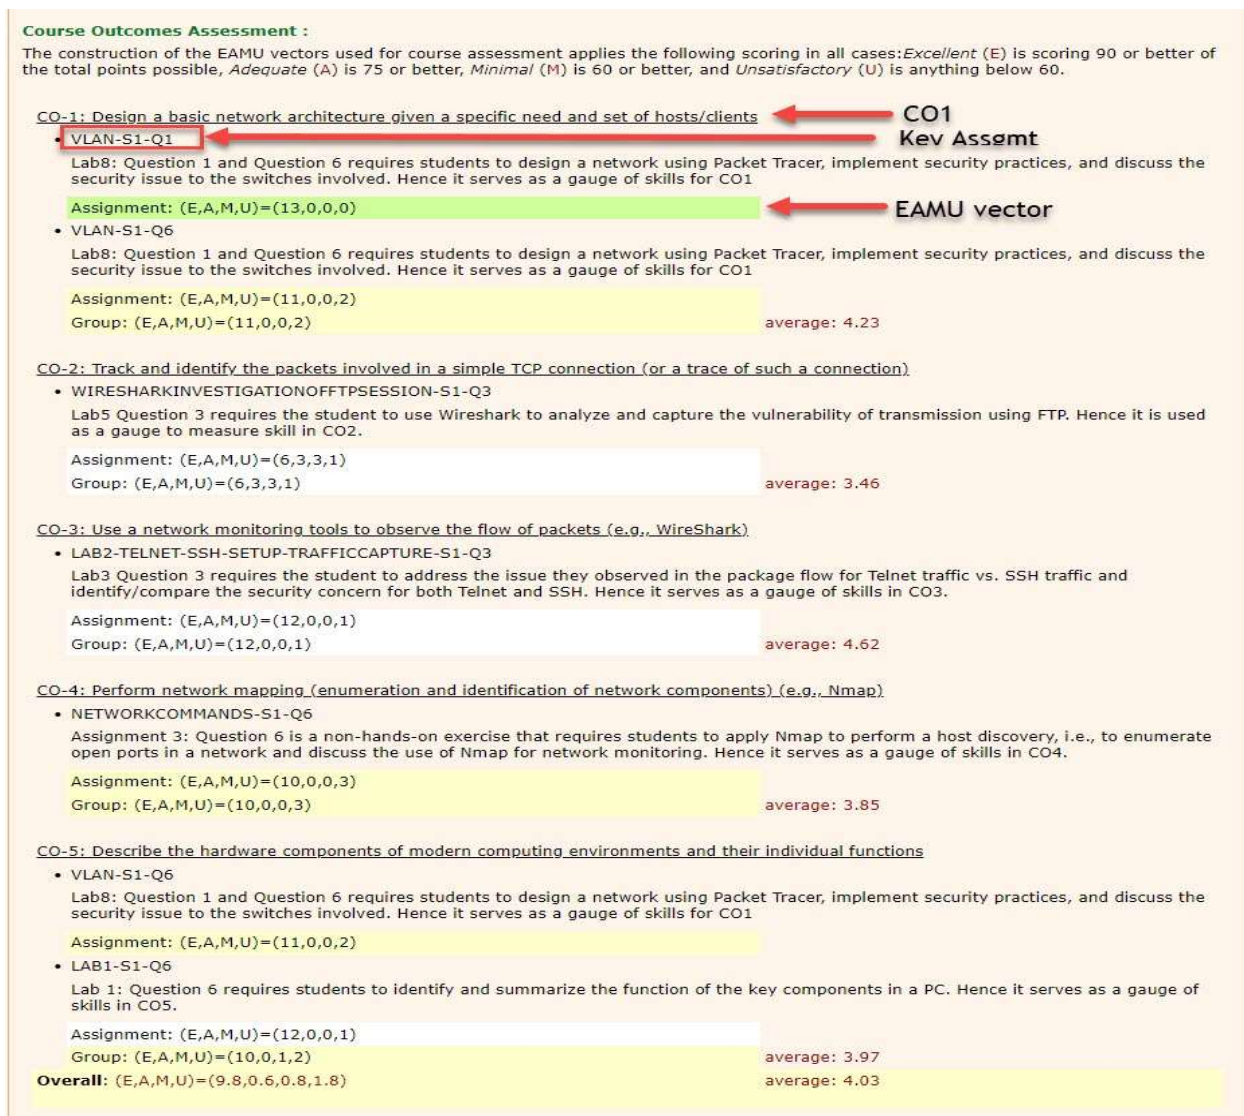 Course Outcomes Assessment :
The construction of the EAMU vectors used for course assessment applies the following scoring in all cases:Excellent (E) is scoring 90 or better of
the total points possible, Adequate (A) is 75 or better, Minimal (M) is 60 or better, and Unsatisfactory (U) is anything below 60.
CO-1: Design a basic network architecture given a specific need and set of hosts/clients
CO1
• VLAN-S1-Q1
Key Assgmt
Lab8: Question 1 and Question 6 requires students to design a network using Packet Tracer, implement security practices, and discuss the
security issue to the switches involved. Hence it serves as a gauge of skills for CO1
Assignment: (E,A,M,U)=(13,0,0,0)
EAMU vector
• VLAN-S1-Q6
Lab8: Question 1 and Question 6 requires students to design a network using Packet Tracer, implement security practices, and discuss the
security issue to the switches involved. Hence it serves as a gauge of skills for CO1
Assignment: (E,A,M,U)=(11,0,0,2)
Group: (E,A,M,U)=(11,0,0,2) average: 4.23
CO-2: Track and identify the packets involved in a simple TCP connection (or a trace of such a connection)
• WIRESHARKINVESTIGATIONOFFTPSESSION-S1-Q3
Lab5 Question 3 requires the student to use Wireshark to analyze and capture the vulnerability of transmission using FTP. Hence it is used
as a gauge to measure skill in CO2.
Assignment: (E,A,M,U)=(6,3,3,1)
Group: (E,A,M,U)=(6,3,3,1) average: 3.46
CO-3: Use a network monitoring tools to observe the flow of packets (e.g., WireShark)
• LAB2-TELNET-SSH-SETUP-TRAFFICCAPTURE-S1-Q3
Lab3 Question 3 requires the student to address the issue they observed in the package flow for Telnet traffic vs. SSH traffic and
identify/compare the security concern for both Telnet and SSH. Hence it serves as a gauge of skills in CO3.
Assignment: (E,A,M,U)=(12,0,0,1)
Group: (E,A,M,U)=(12,0,0,1) average: 4.62
CO-4: Perform network mapping (enumeration and identification of network components) (e.g., Nmap)
• NETWORKCOMMANDS-S1-Q6
Assignment 3: Question 6 is a non-hands-on exercise that requires students to apply Nmap to perform a host discovery, i.e., to enumerate
open ports in a network and discuss the use of Nmap for network monitoring. Hence it serves as a gauge of skills in CO4.
Assignment: (E,A,M,U)=(10,0,0,3)
Group: (E,A,M,U)=(10,0,0,3) average: 3.85
CO-5: Describe the hardware components of modern computing environments and their individual functions
• VLAN-S1-Q6
Lab8: Question 1 and Question 6 requires students to design a network using Packet Tracer, implement security practices, and discuss the
security issue to the switches involved. Hence it serves as a gauge of skills for CO1
Assignment: (E,A,M,U)=(11,0,0,2)
• LAB1-S1-Q6
Lab 1: Question 6 requires students to identify and summarize the function of the key components in a PC. Hence it serves as a gauge of
skills in CO5.
Assignment: (E,A,M,U)=(12,0,0,1)
Group: (E,A,M,U)=(10,0,1,2) average: 3.97
Overall: (E,A,M,U)=(9.8,0.6,0.8,1.8) average: 4.03